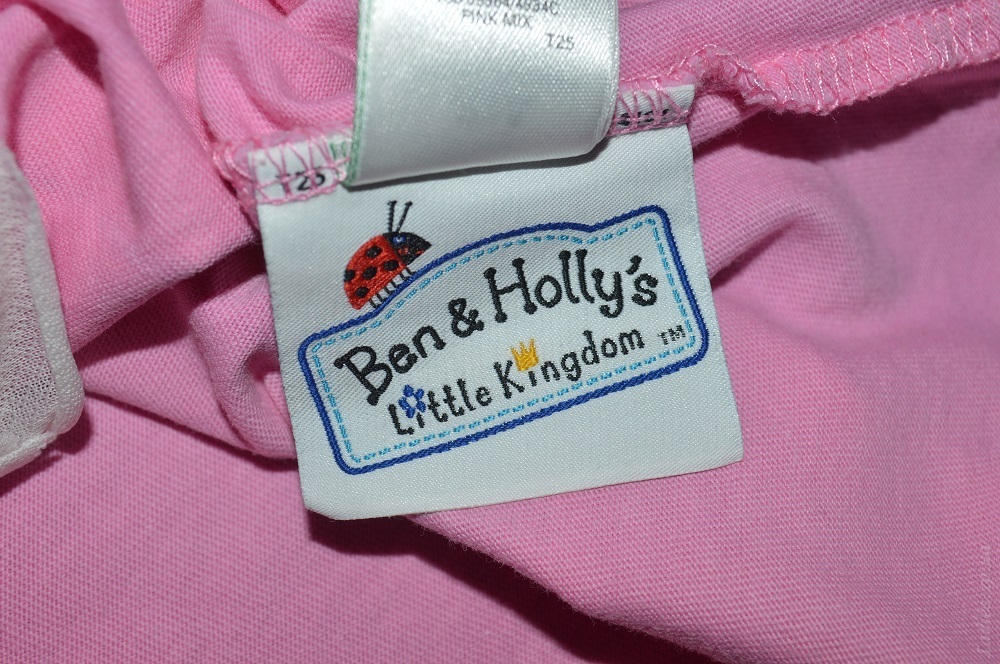 PINK MIX
T25
T25
Ben & Holly's
Little Kingdom TM